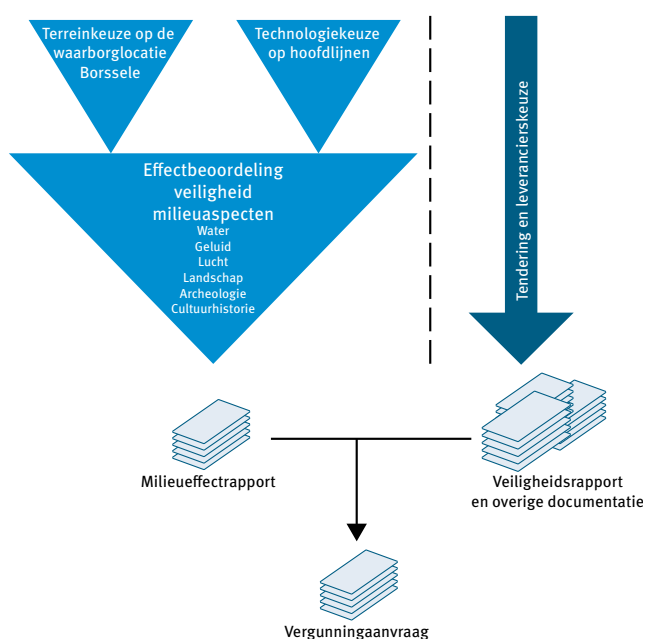 Terreinkeuze op de
waarborglocatie
Borssele
Technologiekeuze
op hoofdlijnen
Effectbeoordeling
veiligheid
milieuaspecten
Water
Geluid
Lucht
Landschap
Archeologie
Cultuurhistorie
Tendering en leverancierskeuze
Milieueffectrapport
Veiligheidsrapport
en overige documentatie
Vergunningaanvraag